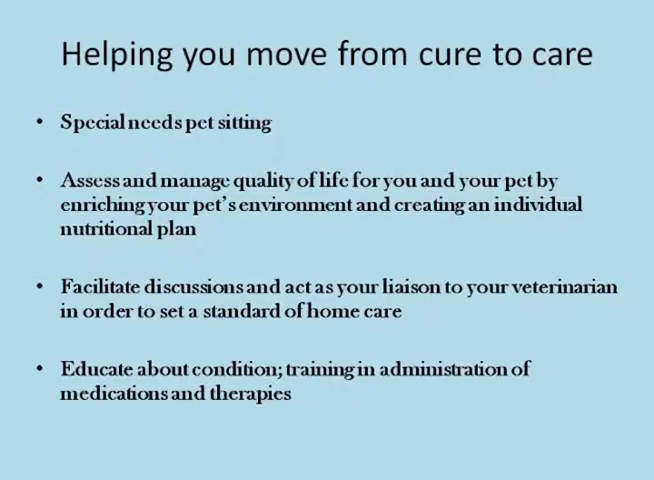 Helping you move from cure to care
• Special needs pet sitting
• Assess and manage quality of life for you and your pet by
enriching your pet's environment and creating an individual
nutritional plan
• Facilitate discussions and act as your liaison to your veterinarian
in order to set a standard of home care
• Educate about condition; training in administration of
medications and therapies